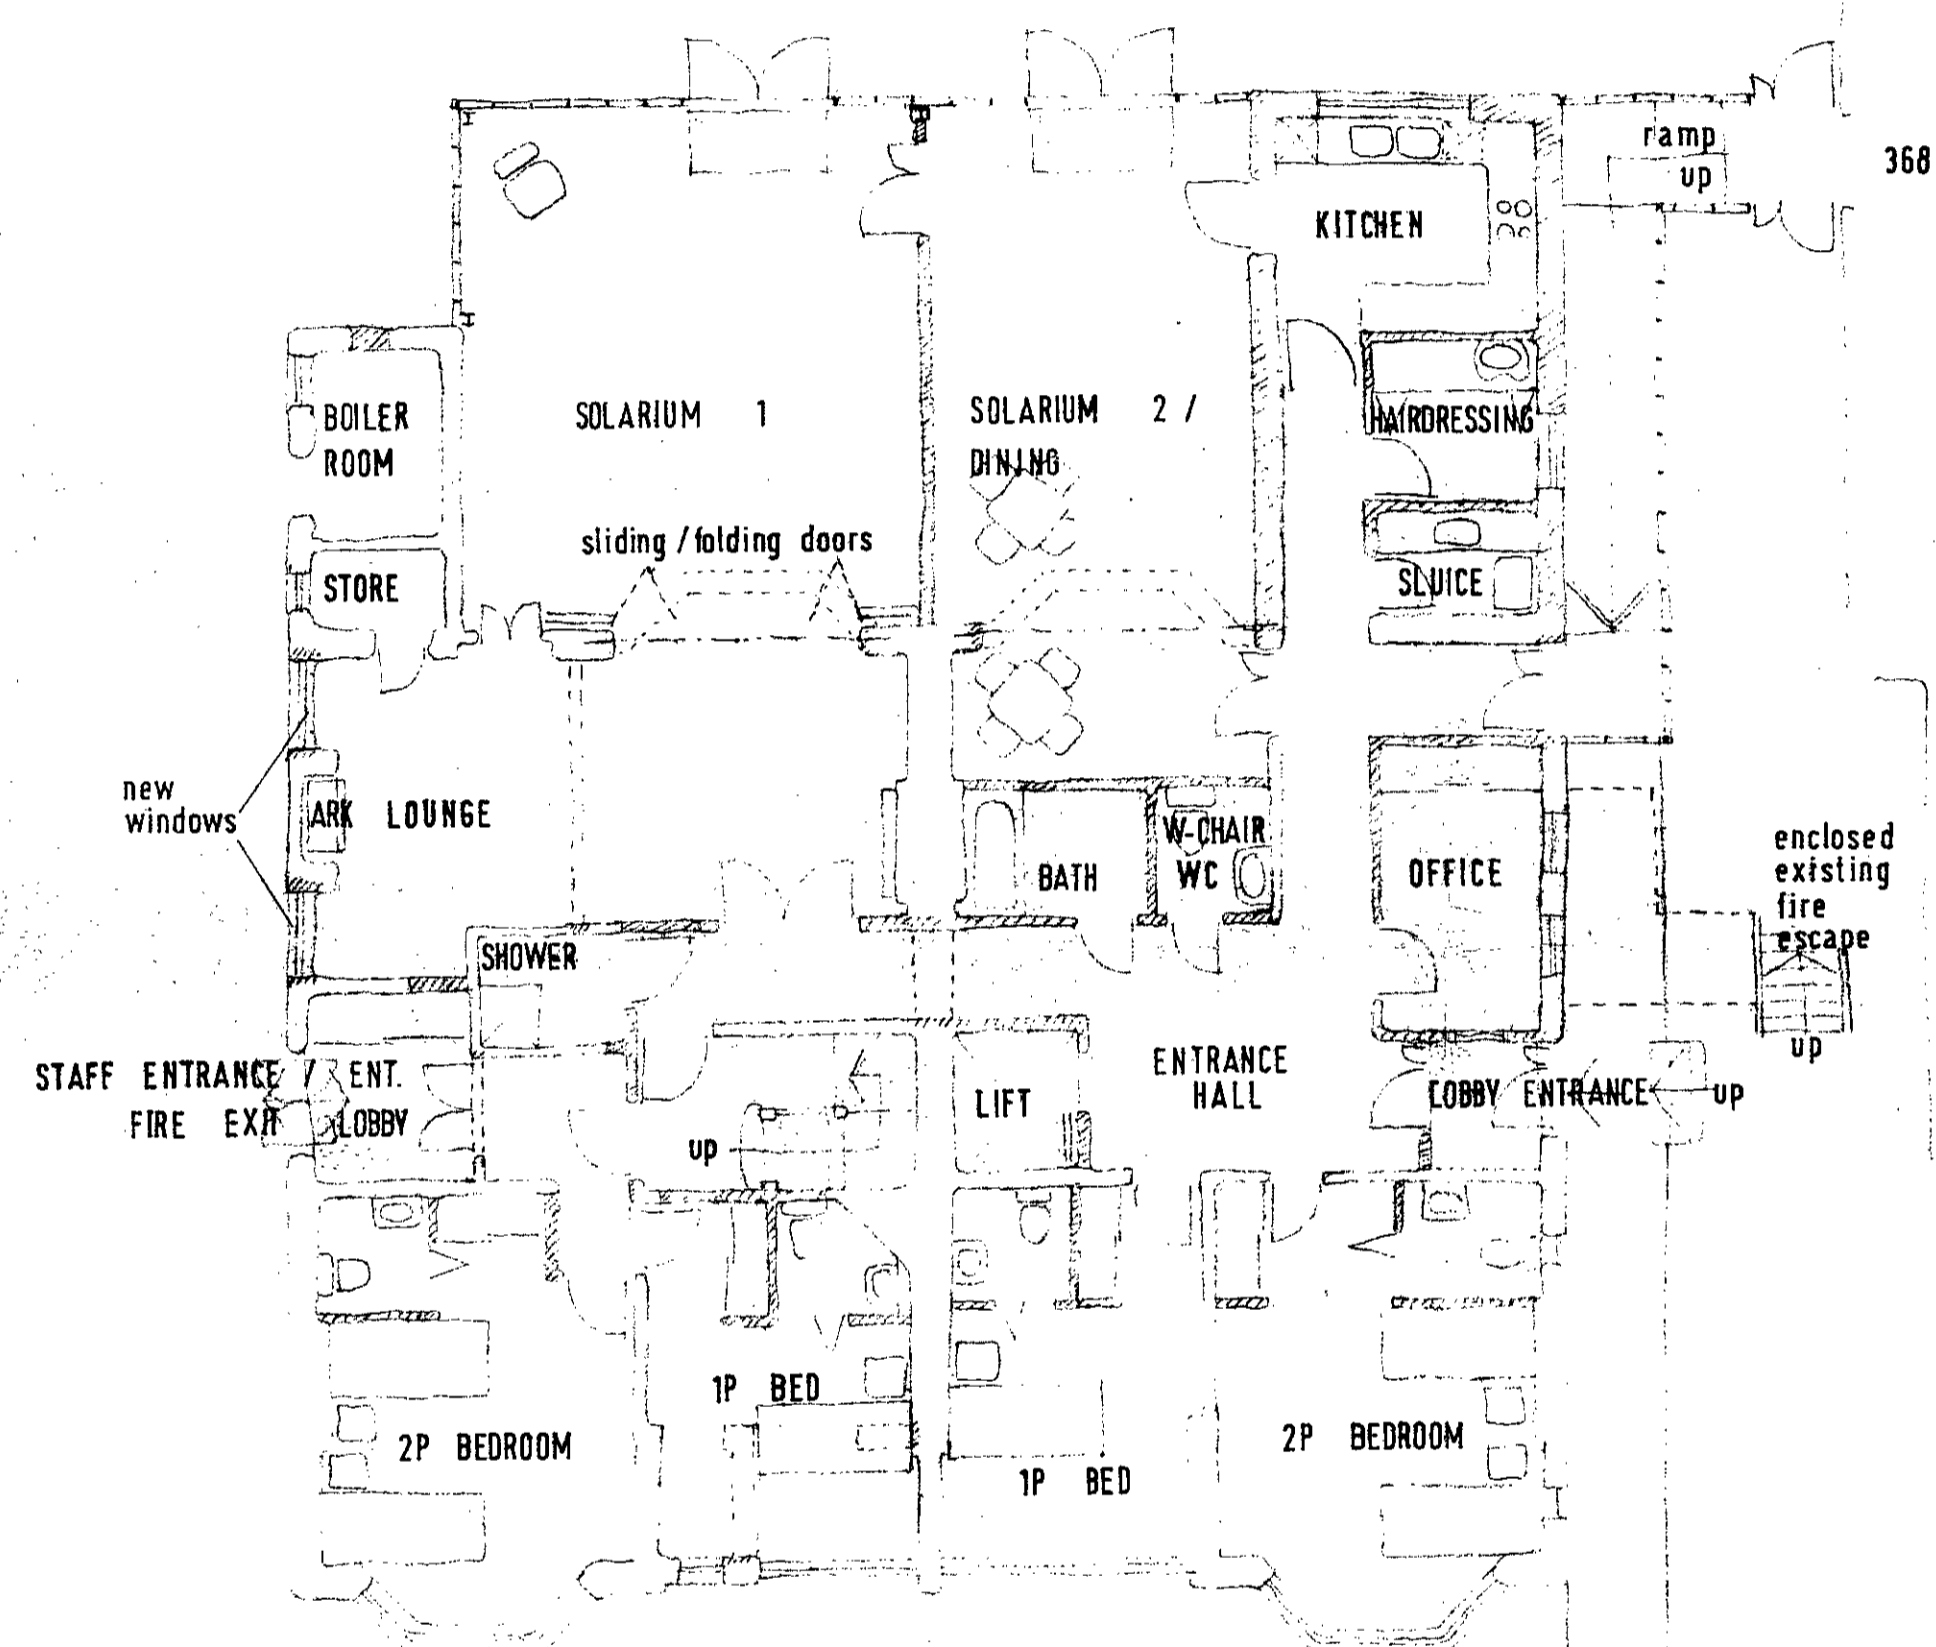 ramp
up
368
KITCHEN
BOILER
ROOM
SOLARIUM 1
SOLARIUM 2 /
DINING
HAIRDRESSING
sliding / folding doors
STORE
SLUICE
new
windows
ARK LOUNGE
W-CHAIR
WC
BATH
OFFICE
enclosed
existing
fire
escape
up
SHOWER
STAFF ENTRANCE /
FIRE EXIT
ENT.
LOBBY
up
LIFT
ENTRANCE
HALL
LOBBY ENTRANCE
up
1P BED
2P BEDROOM
1P BED
2P BEDROOM